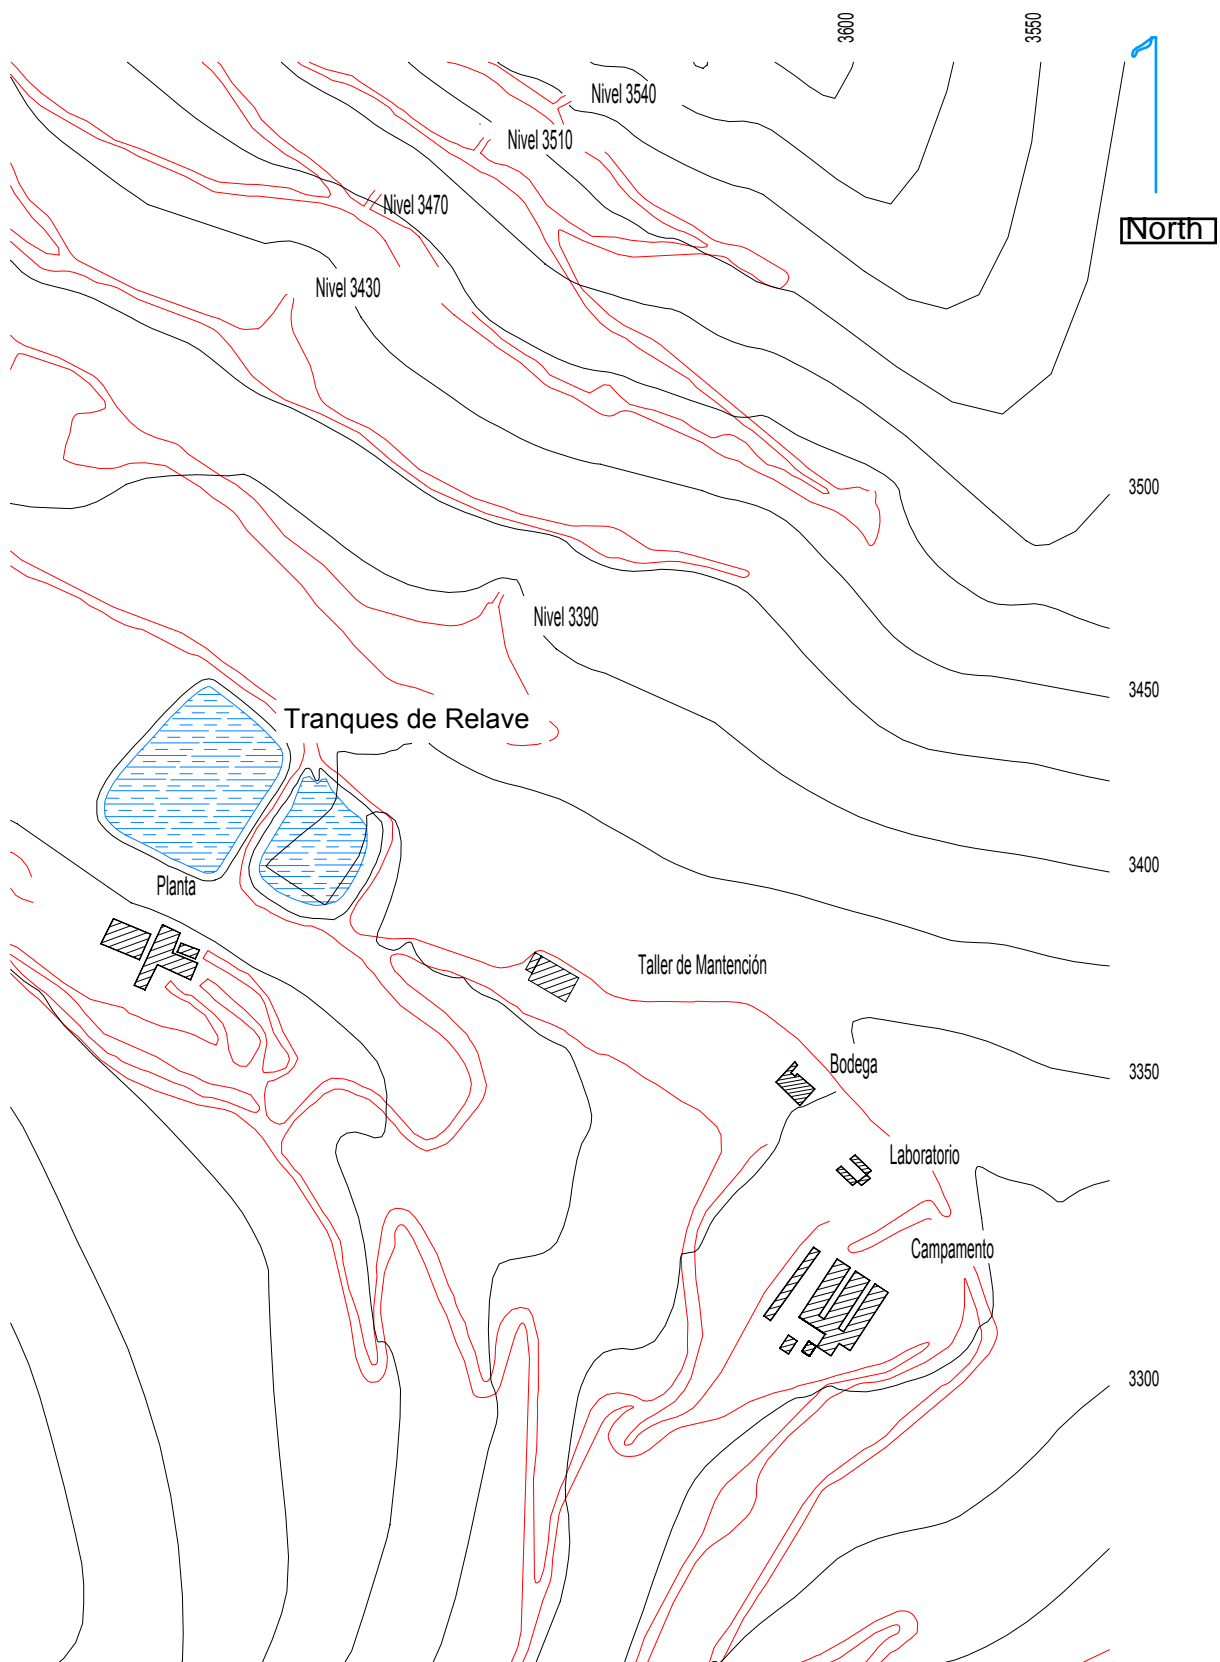 3600
3550
Nivel 3540
Nivel 3510
Nivel 3470
North
Nivel 3430
3500
Nivel 3390
3450
Tranques de Relave
3400
Planta
Taller de Mantención
Bodega
3350
Laboratorio
Campamento
3300